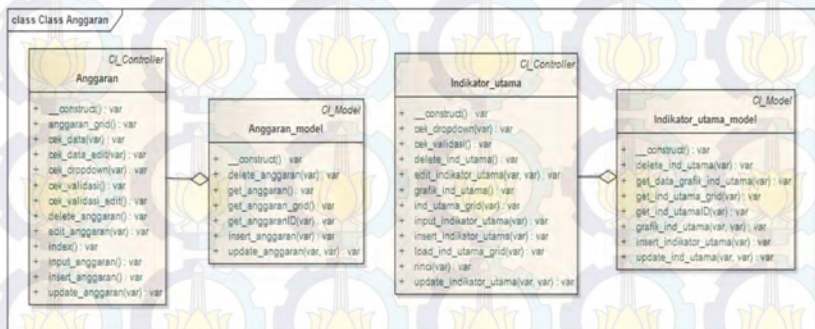 class Class Anggaran
CI_Controller
Anggaran
+ __construct() : var
+ anggaran_grid() : var
+ cek_data(var) : var
+ cek_data_edit(var) : var
+ cek_dropdown(var) : var
+ cek_validasi() : var
+ cek_validasi_edit() : var
+ delete_anggaran() : var
+ edit_anggaran(var) : var
+ index() : var
+ input_anggaran() : var
+ insert_anggaran() : var
+ update_anggaran(var) : var
CI_Model
Anggaran_model
+ __construct() : var
+ delete_anggaran(var) : var
+ get_anggaran() : var
+ get_anggaran_grid() : var
+ get_anggaranID(var) : var
+ insert_anggaran(var) : var
+ update_anggaran(var, var) : var
CI_Controller
Indikator_utama
+ __construct() : var
+ cek_dropdown(var) : var
+ cek_validasi() : var
+ delete_ind_utama() : var
+ edit_indikator_utama(var, var) : var
+ grafik_ind_utama() : var
+ ind_utama_grid(var) : var
+ input_indikator_utama(var) : var
+ insert_indikator_utama(var) : var
+ load_ind_utama_grid(var) : var
+ rinci(var) : var
+ update_indikator_utama(var, var) : var
CI_Model
Indikator_utama_model
+ __construct() : var
+ delete_ind_utama(var) : var
+ get_data_grafik_ind_utama(var) : var
+ get_ind_utama_grid(var) : var
+ get_ind_utamaID(var) : var
+ grafik_ind_utama(var, var) : var
+ insert_indikator_utama(var) : var
+ update_ind_utama(var, var) : var